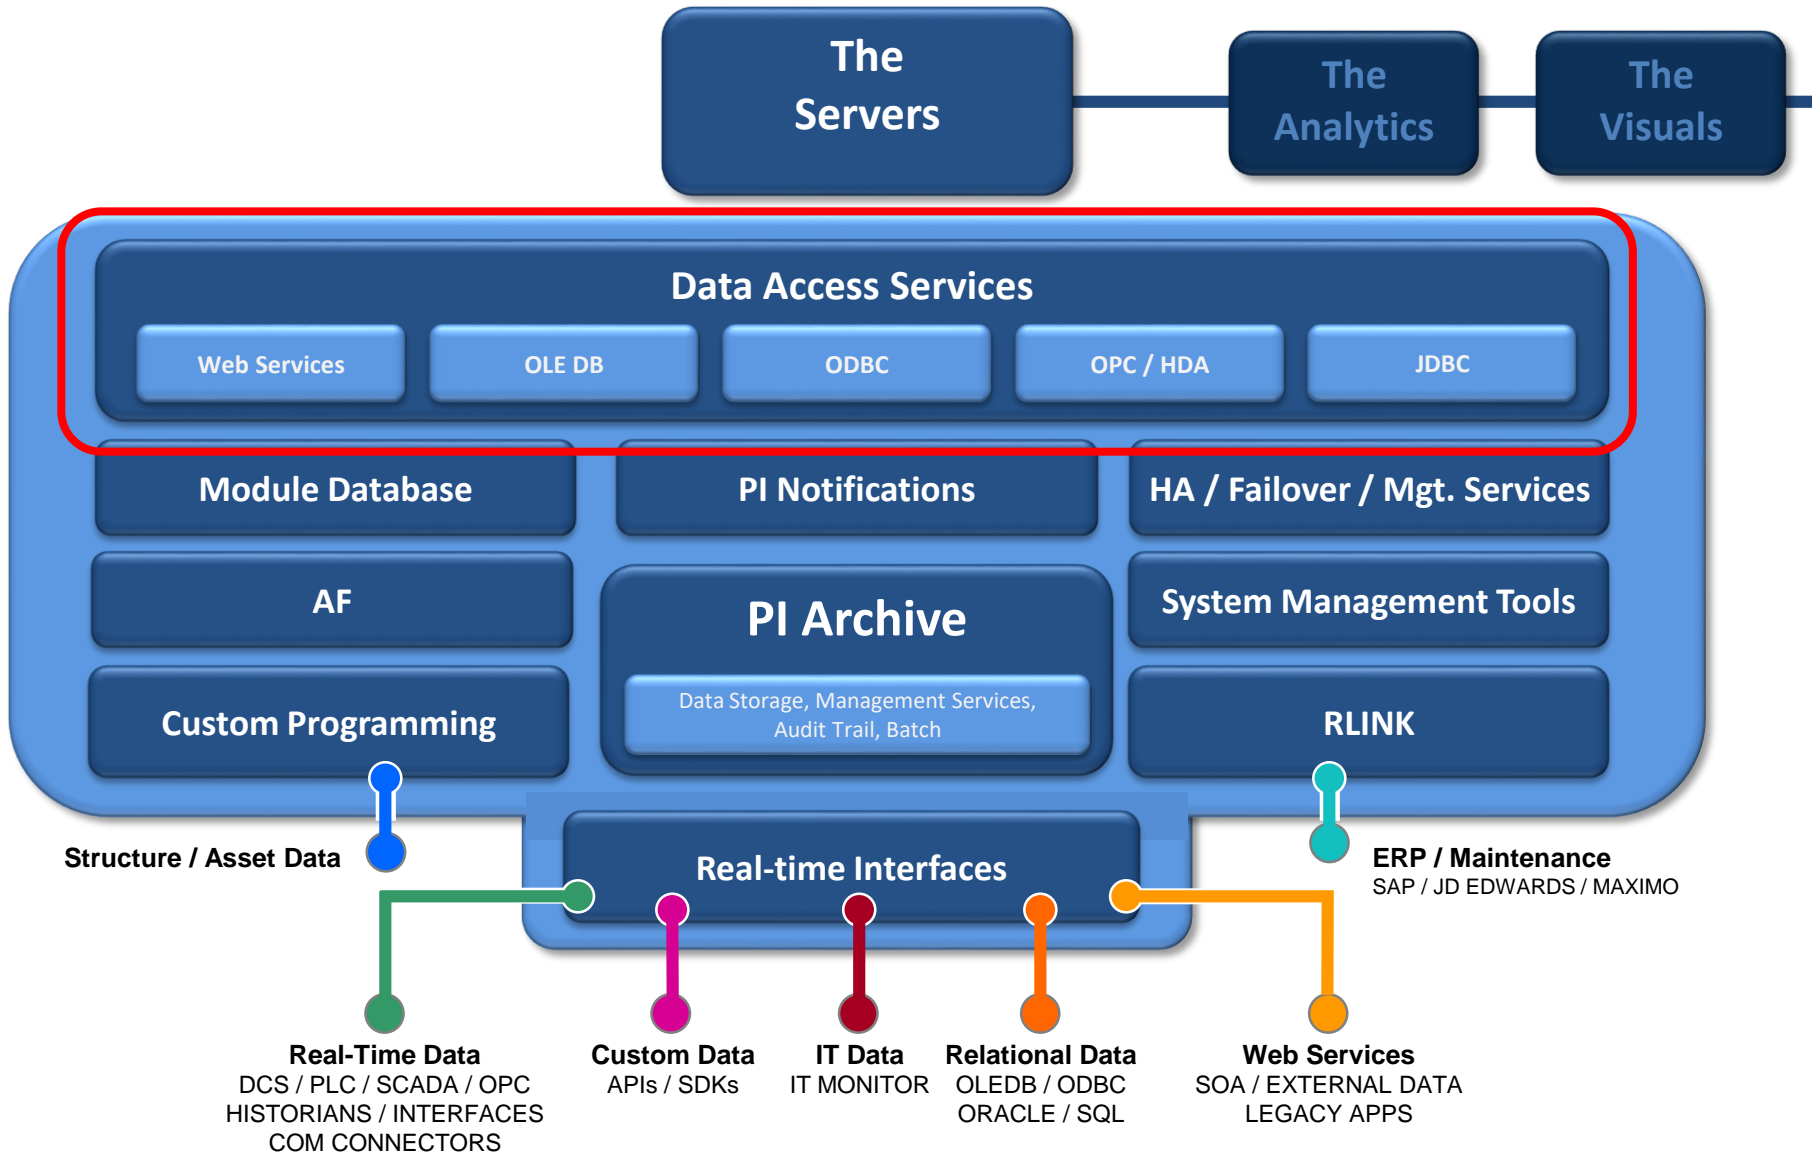 The
Servers
The
Analytics
The
Visuals
Data Access Services
Web Services
OLE DB
ODBC
OPC / HDA
JDBC
Module Database
PI Notifications
HA / Failover / Mgt. Services
AF
PI Archive
System Management Tools
Data Storage, Management Services,
Audit Trail, Batch
Custom Programming
RLINK
Structure / Asset Data
Real-time Interfaces
ERP / Maintenance
SAP / JD EDWARDS / MAXIMO
Real-Time Data
DCS / PLC / SCADA / OPC
HISTORIANS / INTERFACES
COM CONNECTORS
Custom Data
APIs / SDKs
IT Data
IT MONITOR
Relational Data
OLEDB / ODBC
ORACLE / SQL
Web Services
SOA / EXTERNAL DATA
LEGACY APPS